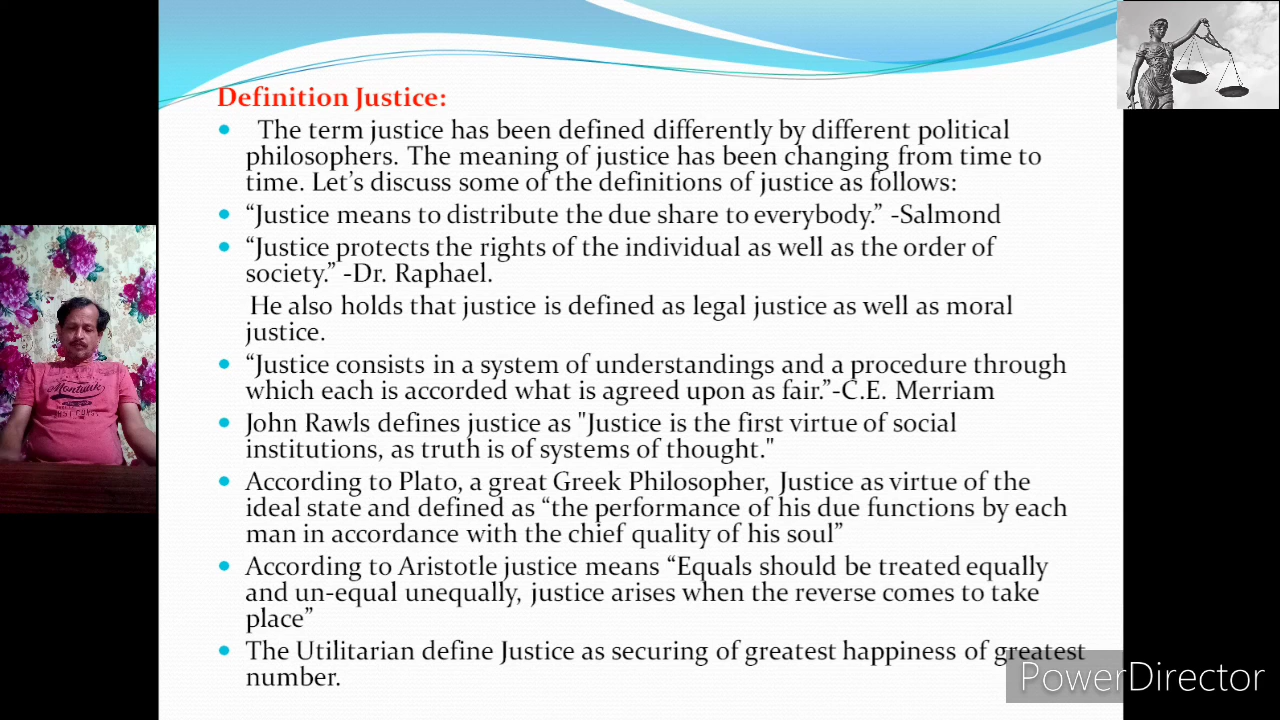 Definition Justice:
• The term justice has been defined differently by different political
philosophers. The meaning of justice has been changing from time to
time. Let's discuss some of the definitions of justice as follows:
• “Justice means to distribute the due share to everybody.” -Salmond
• “Justice protects the rights of the individual as well as the order of
society.” -Dr. Raphael.
He also holds that justice is defined as legal justice as well as moral
justice.
• “Justice consists in a system of understandings and a procedure through
which each is accorded what is agreed upon as fair.”-C.E. Merriam
• John Rawls defines justice as "Justice is the first virtue of social
institutions, as truth is of systems of thought."
• According to Plato, a great Greek Philosopher, Justice as virtue of the
ideal state and defined as “the performance of his due functions by each
man in accordance with the chief quality of his soul”
• According to Aristotle justice means “Equals should be treated equally
and un-equal unequally, justice arises when the reverse comes to take
place”
• The Utilitarian define Justice as securing of greatest happiness of greatest
number.
PowerDirector